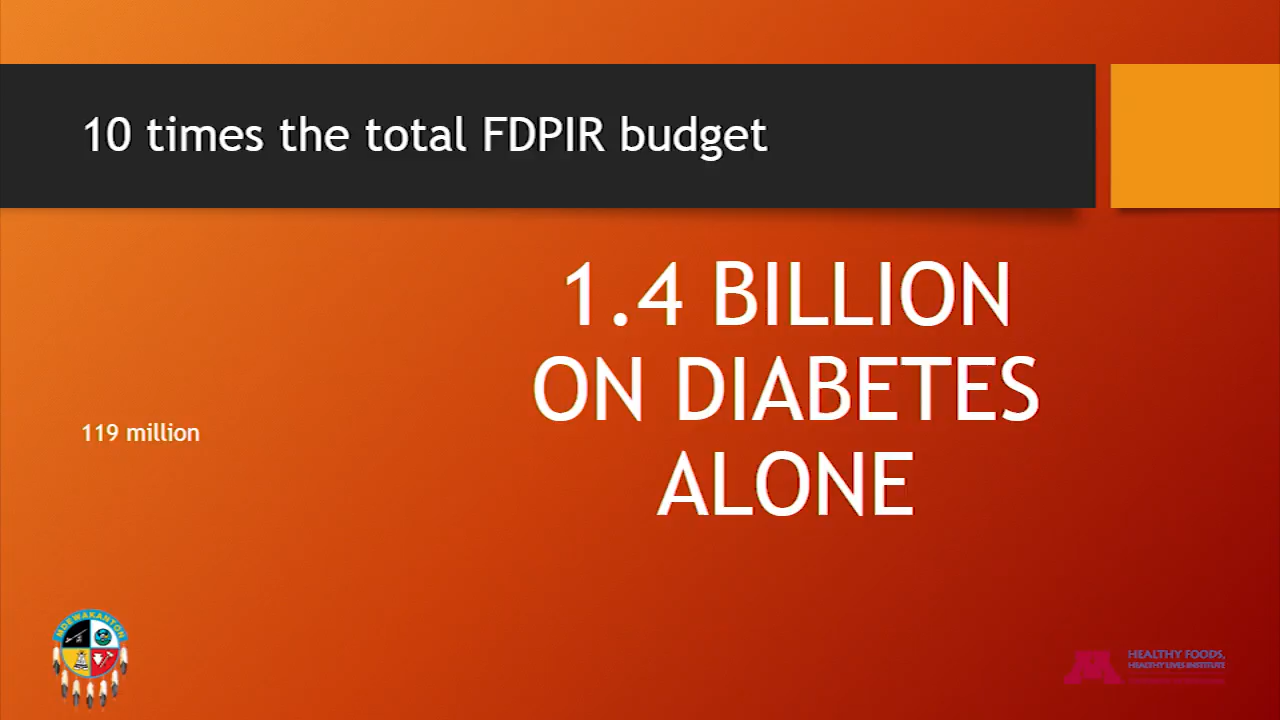 10 times the total FDPIR budget
1.4 BILLION
ON DIABETES
119 million
ALONE
MDEWAKANTON
HEALTHY FOODS,
HEALTHY LIVES INSTITUTE